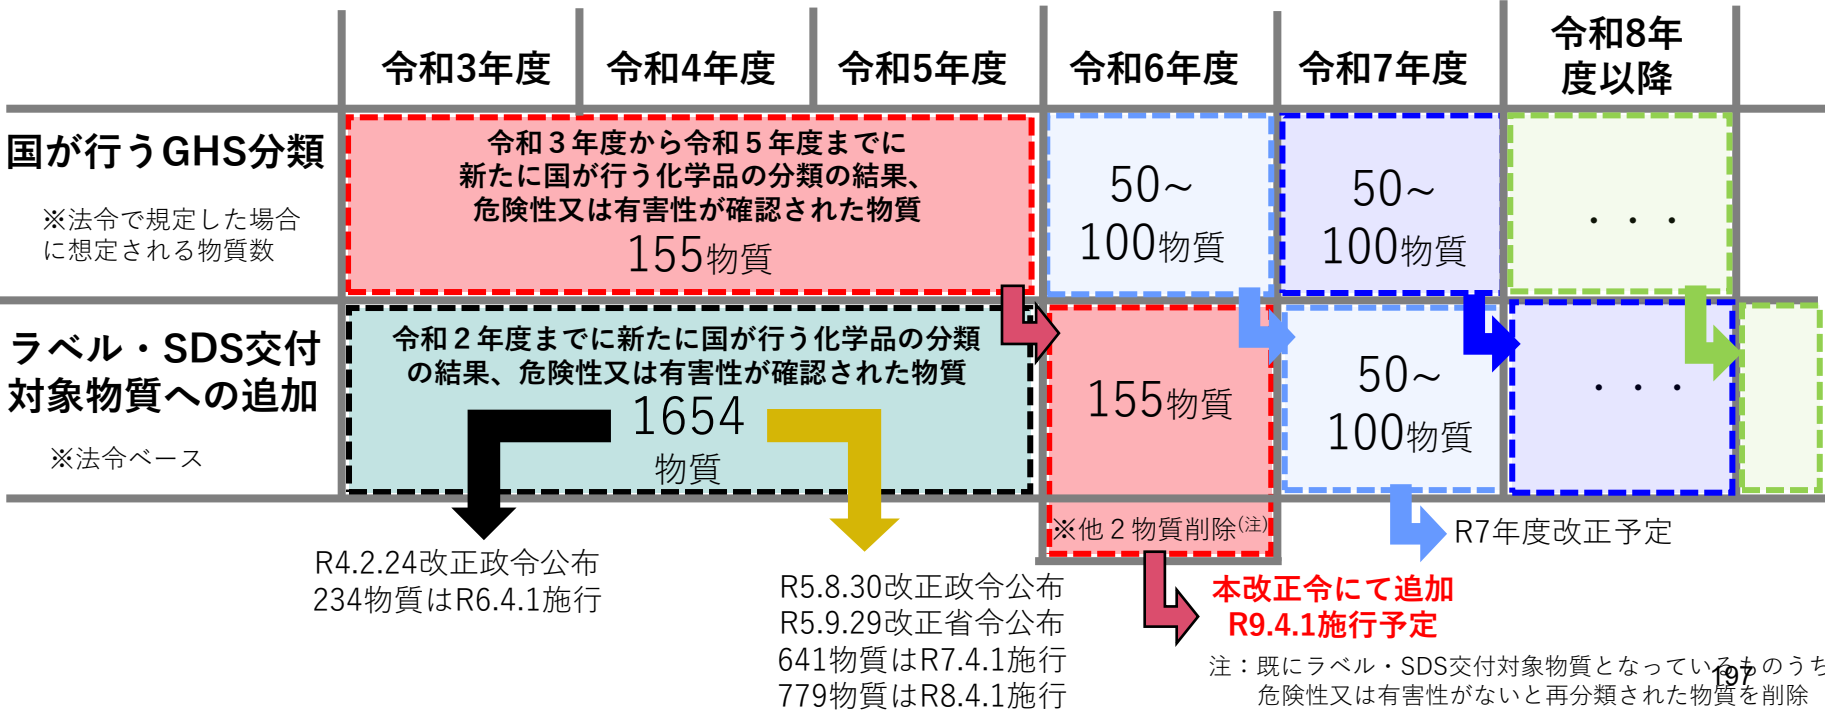 令和3年度
令和4年度
令和5年度
令和6年度
令和7年度
令和8年
度以降
国が行うGHS分類
※法令で規定した場合
に想定される物質数
令和３年度から令和５年度までに
新たに国が行う化学品の分類の結果、
危険性又は有害性が確認された物質
155物質
50~
100物質
50~
100物質
・・・
ラベル・SDS交付
対象物質への追加
※法令ベース
令和２年度までに新たに国が行う化学品の分類
の結果、危険性又は有害性が確認された物質
1654
物質
155物質
50~
100物質
・・・
※他２物質削除(注)
R7年度改正予定
R4.2.24改正政令公布
234物質はR6.4.1施行
R5.8.30改正政令公布
R5.9.29改正省令公布
641物質はR7.4.1施行
779物質はR8.4.1施行
本改正令にて追加
R9.4.1施行予定
注：既にラベル・SDS交付対象物質となっているものうち
危険性又は有害性がないと再分類された物質を削除
197